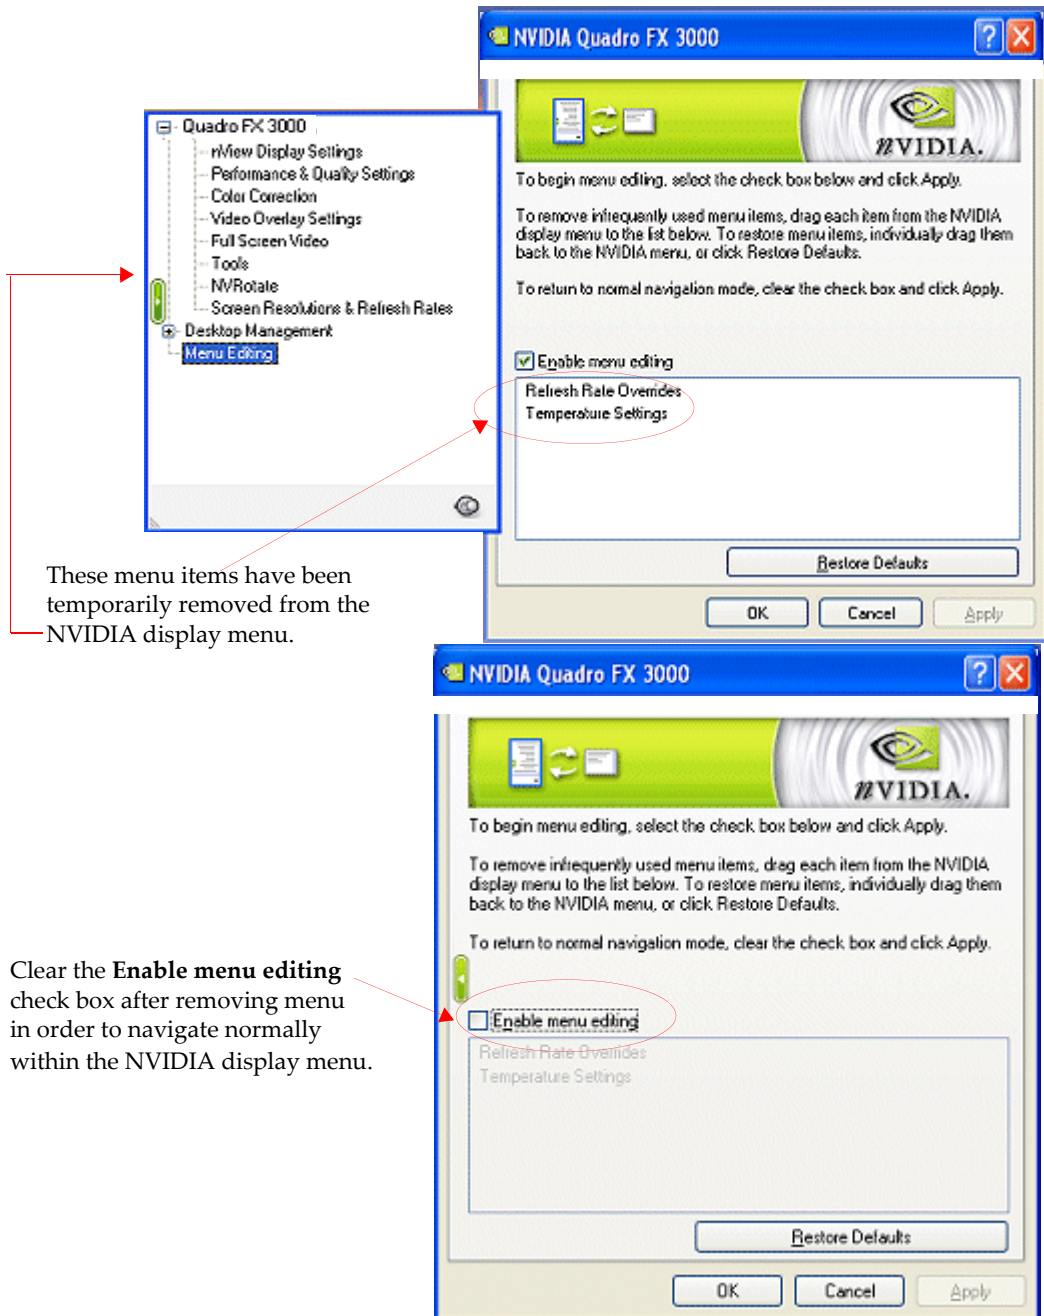 NVIDIA Quadro FX 3000
nVIDIA.
To begin menu editing, select the check box below and click Apply.
To remove infrequently used menu items, drag each item from the NVIDIA
display menu to the list below. To restore menu items, individually drag them
back to the NVIDIA menu, or click Restore Defaults.
To return to normal navigation mode, clear the check box and click Apply.
Enable menu editing
Refresh Rate Overrides
Temperature Settings
Restore Defaults
OK Cancel Apply
Quadro FX 3000
nView Display Settings
Performance & Quality Settings
Color Correction
Video Overlay Settings
Full Screen Video
Tools
NVRotate
Screen Resolutions & Refresh Rates
Desktop Management
Menu Editing
These menu items have been
temporarily removed from the
NVIDIA display menu.
NVIDIA Quadro FX 3000
nVIDIA.
To begin menu editing, select the check box below and click Apply.
To remove infrequently used menu items, drag each item from the NVIDIA
display menu to the list below. To restore menu items, individually drag them
back to the NVIDIA menu, or click Restore Defaults.
To return to normal navigation mode, clear the check box and click Apply.
Enable menu editing
Refresh Rate Overrides
Temperature Settings
Restore Defaults
OK Cancel Apply
Clear the Enable menu editing
check box after removing menu
in order to navigate normally
within the NVIDIA display menu.